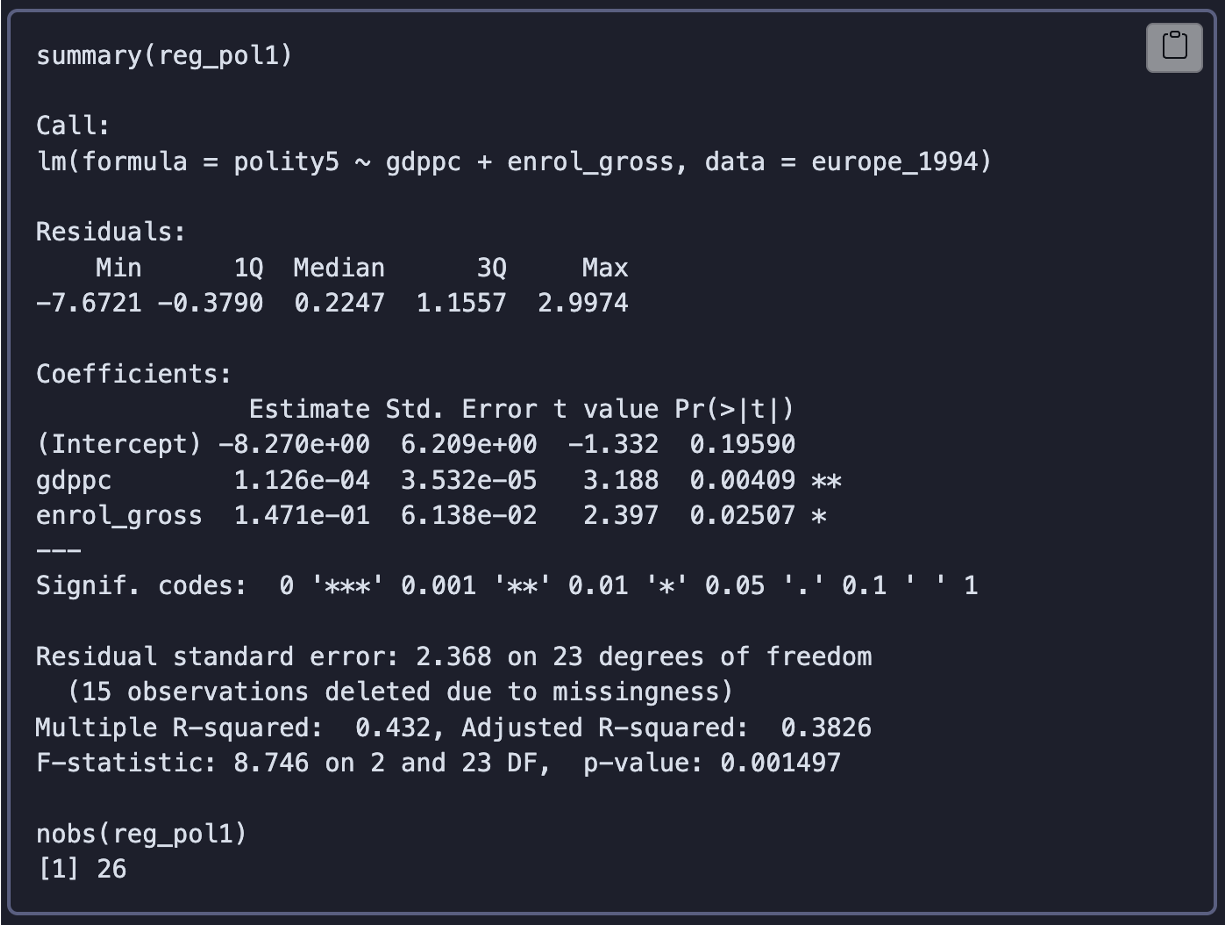 summary(reg_pol1)
Call:
lm(formula = polity5 ~ gdppc + enrol_gross, data = europe_1994)
Residuals:
    Min      1Q  Median      3Q     Max
-7.6721 -0.3790  0.2247  1.1557  2.9974
Coefficients:
              Estimate Std. Error t value Pr(>|t|)
(Intercept) -8.270e+00  6.209e+00  -1.332  0.19590
gdppc        1.126e-04  3.532e-05   3.188  0.00409 **
enrol_gross  1.471e-01  6.138e-02   2.397  0.02507 *
---
Signif. codes:  0 '***' 0.001 '**' 0.01 '*' 0.05 '.' 0.1 ' ' 1
Residual standard error: 2.368 on 23 degrees of freedom
  (15 observations deleted due to missingness)
Multiple R-squared:  0.432, Adjusted R-squared:  0.3826
F-statistic: 8.746 on 2 and 23 DF,  p-value: 0.001497
nobs(reg_pol1)
[1] 26